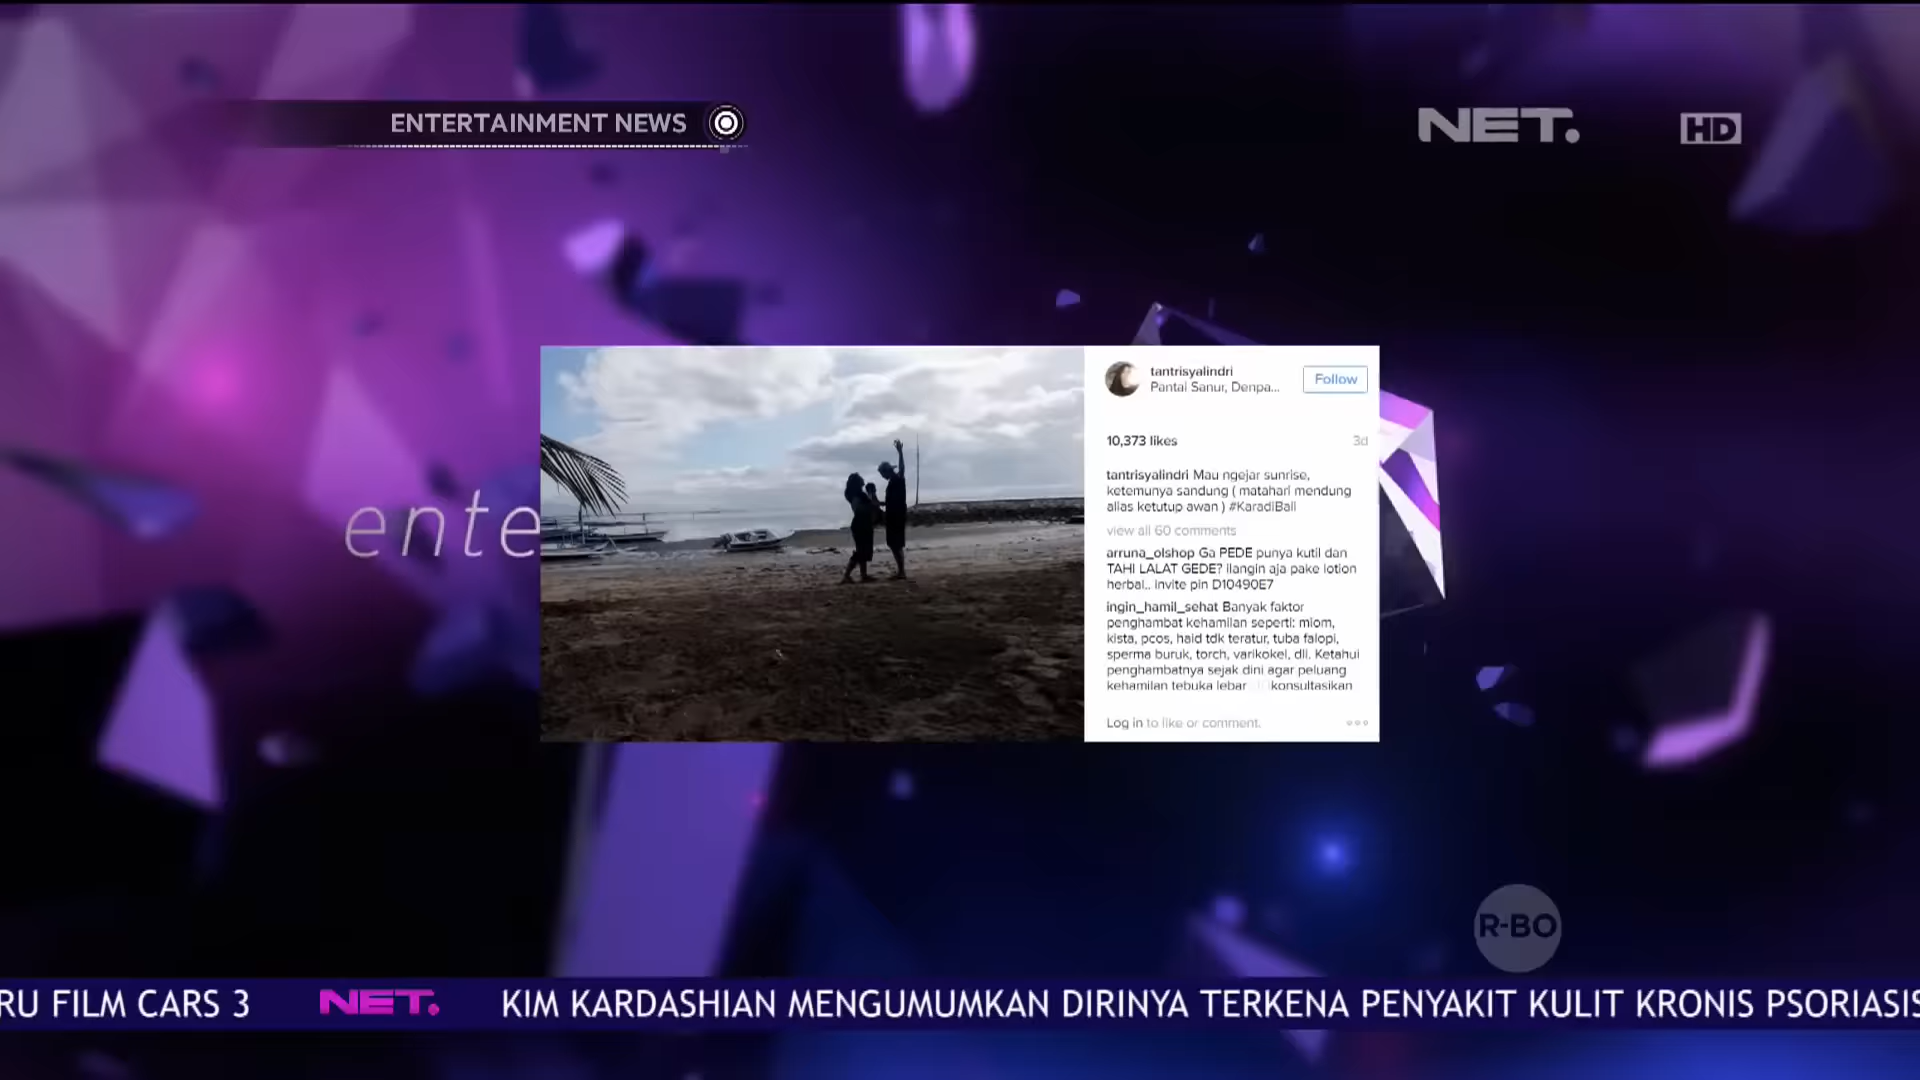 ENTERTAINMENT NEWS
NET.
HD
ente
tantrisyalindri
Pantai Sanur, Denpa...
Follow
10,373 likes
3d
tantrisyalindri Mau ngejar sunrise,
ketemunya sandung ( matahari mendung
alias ketutup awan ) #KaradiBali
view all 60 comments
arruna_olshop Ga PEDE punya kutil dan
TAHI LALAT GEDE? ilangin aja pake lotion
herbal.. invite pin D10490E7
ingin_hamil_sehat Banyak faktor
penghambat kehamilan seperti: miom,
kista, pcos, haid tdk teratur, tuba falopi,
sperma buruk, torch, varikokel, dll. Ketahui
penghambatnya sejak dini agar peluang
kehamilan tebuka lebar konsultasikan
Log in to like or comment.
R-BO
RU FILM CARS 3
NET.
KIM KARDASHIAN MENGUMUMKAN DIRINYA TERKENA PENYAKIT KULIT KRONIS PSORIASIS